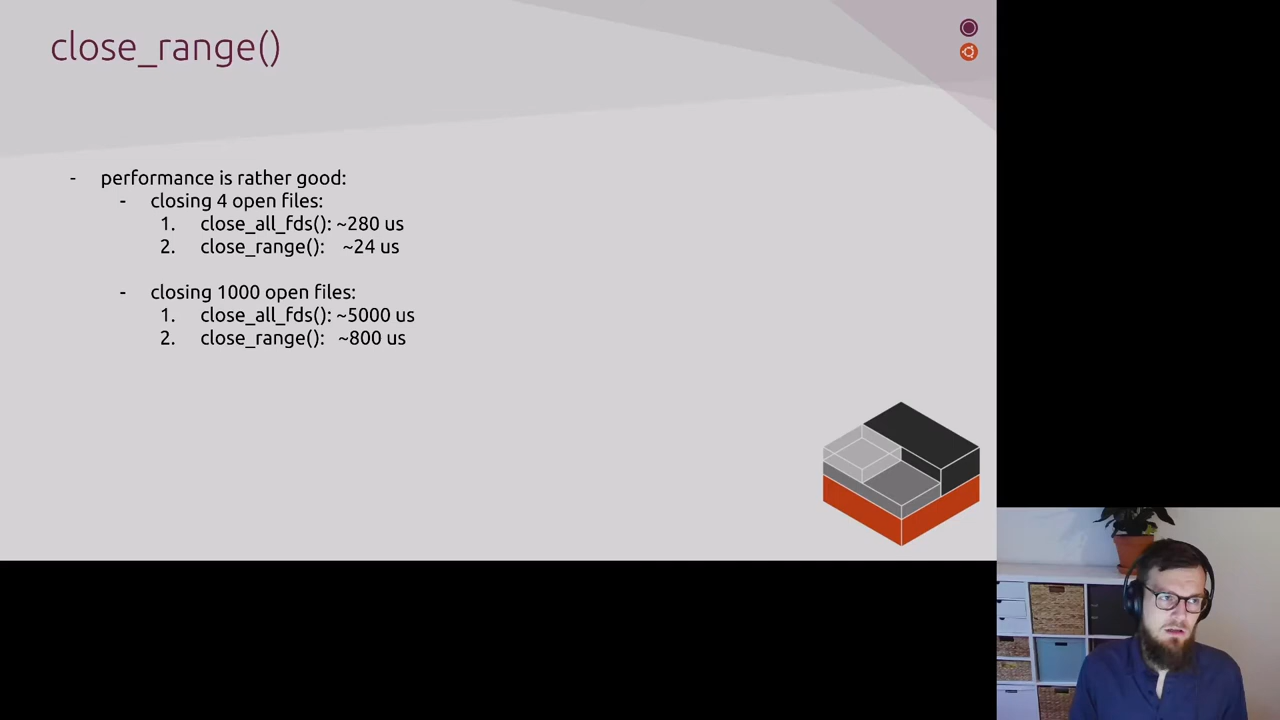 close_range()
- performance is rather good:
- closing 4 open files:
1. close_all_fds(): ~280 us
2. close_range(): ~24 us
- closing 1000 open files:
1. close_all_fds(): ~5000 us
2. close_range(): ~800 us